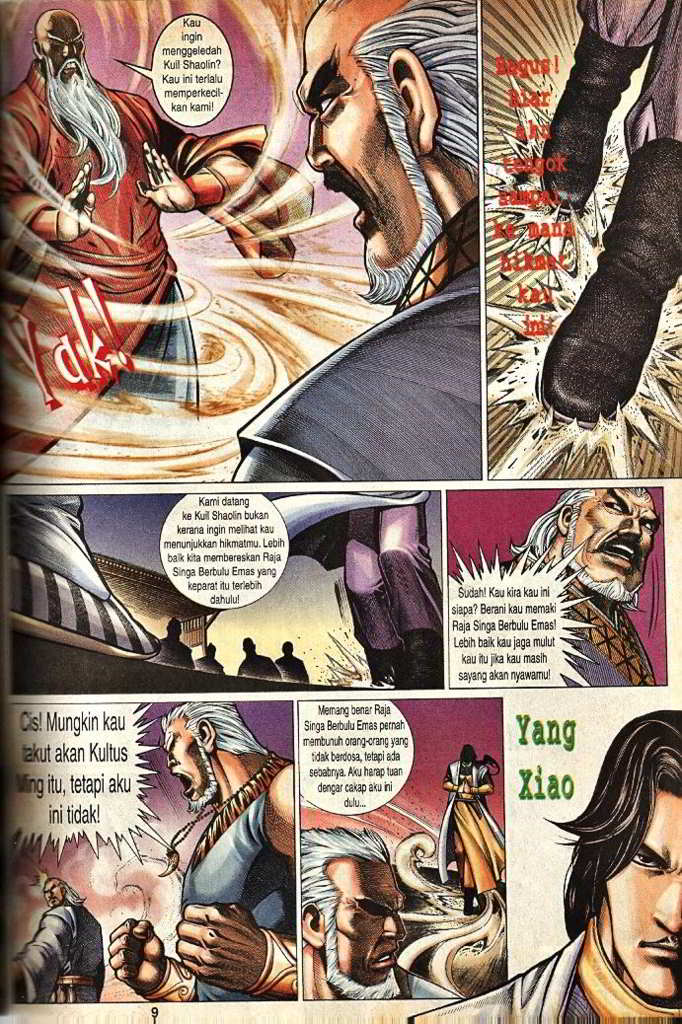 Kau
ingin
menggeledah
Kuil Shaolin?
Kau ini terlalu
memperkecil-
kan kami!
Bagus!
Biar
aku
tengok
sampai
ke mana
hikmat
kau
ini!
Ydk!
Kami datang
ke Kuil Shaolin bukan
kerana ingin melihat kau
menunjukkan hikmatmu. Lebih
baik kita membereskan Raja
Singa Berbulu Emas yang
keparat itu terlebih
dahulu!
Sudah! Kau kira kau ini
siapa? Berani kau memaki
Raja Singa Berbulu Emas!
Lebih baik kau jaga mulut
kau itu jika kau masih
sayang akan nyawamu!
Cis! Mungkin kau
takut akan Kultus
Ming itu, tetapi aku
ini tidak!
Memang benar Raja
Singa Berbulu Emas pernah
membunuh orang-orang yang
tidak berdosa, tetapi ada
sebabnya. Aku harap tuan
dengar cakap aku ini
dulu...
Yang
Xiao
9